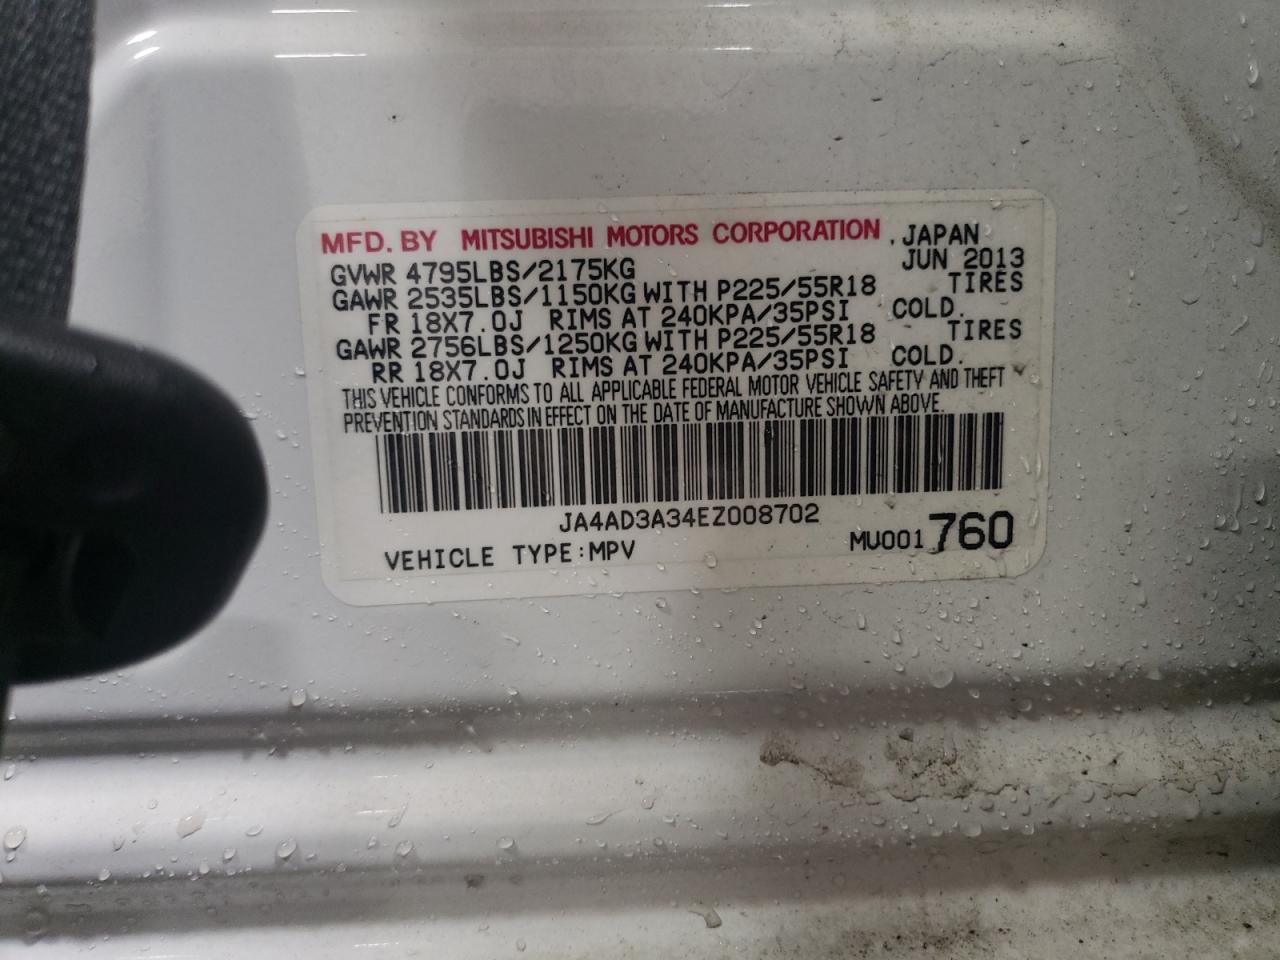 MFD. BY MITSUBISHI MOTORS CORPORATION , JAPAN
GVWR 4795LBS/2175KG JUN 2013
GAWR 2535LBS/1150KG WITH P225/55R18 TIRES
FR 18X7.0J RIMS AT 240KPA/35PSI COLD.
GAWR 2756LBS/1250KG WITH P225/55R18 TIRES
RR 18X7.0J RIMS AT 240KPA/35PSI COLD.
THIS VEHICLE CONFORMS TO ALL APPLICABLE FEDERAL MOTOR VEHICLE SAFETY AND THEFT
PREVENTION STANDARDS IN EFFECT ON THE DATE OF MANUFACTURE SHOWN ABOVE.
JA4AD3A34EZ008702
VEHICLE TYPE:MPV MU001760